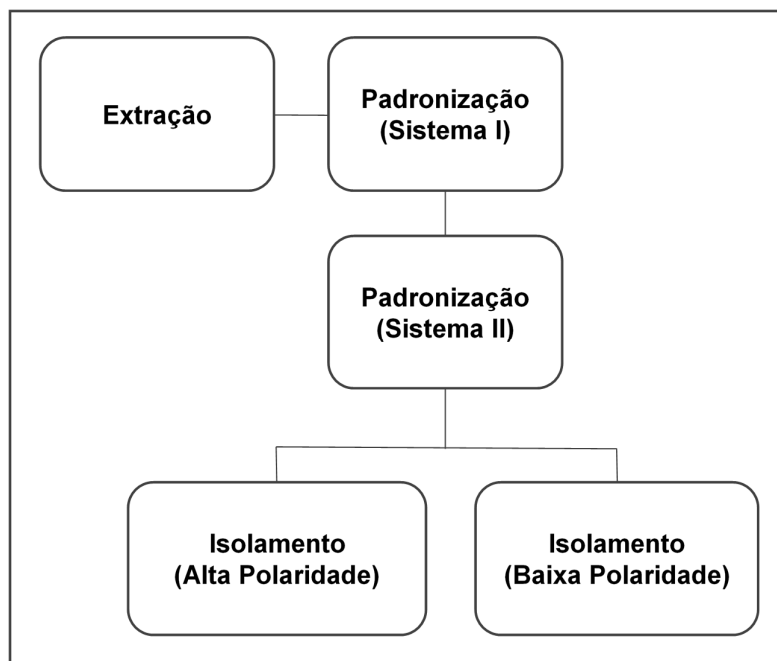 Extração
Padronização
(Sistema I)
Padronização
(Sistema II)
Isolamento
(Alta Polaridade)
Isolamento
(Baixa Polaridade)